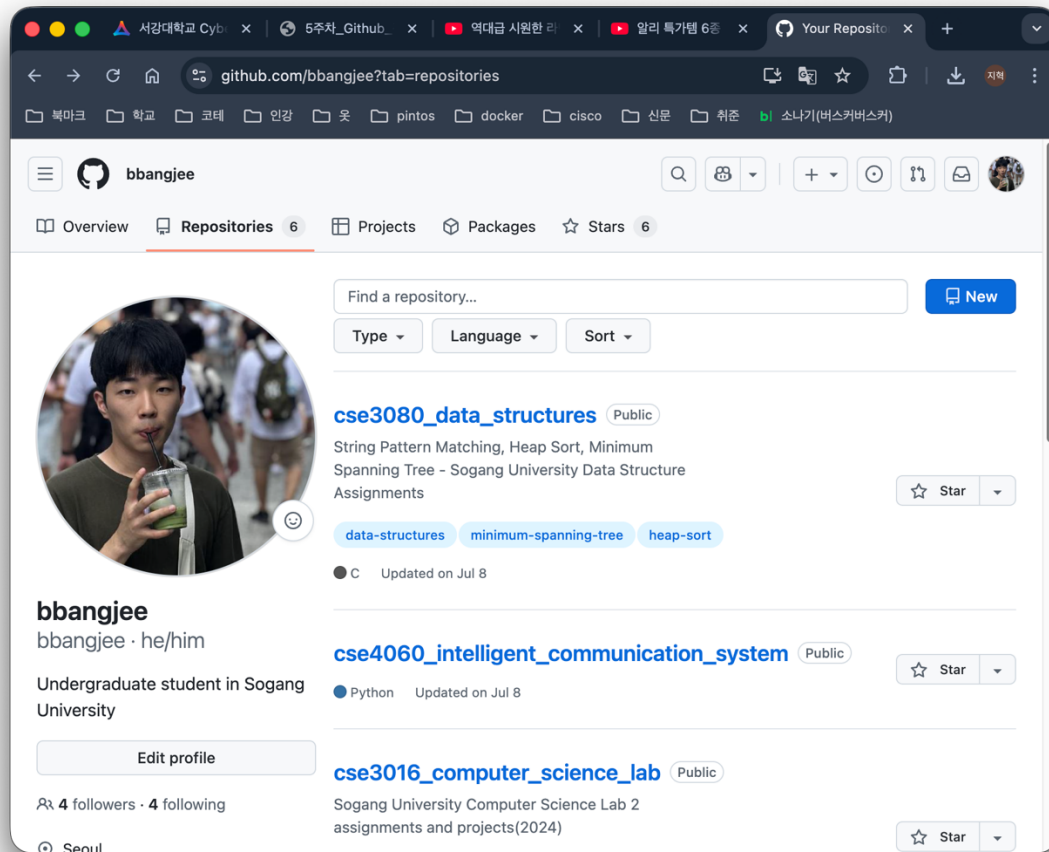 서강대학교 Cyb
5주차_Github_
역대급 시원한 라
알리 특가템 6종
Your Reposito
github.com/bbangjee?tab=repositories
지혁
북마크 학교 코테 인강 옷 pintos docker cisco 신문 취준 b| 소나기(버스커버스커)
bbangjee
Overview Repositories 6 Projects Packages Stars 6
Find a repository...
New
Type Language Sort
cse3080_data_structures Public
String Pattern Matching, Heap Sort, Minimum
Spanning Tree - Sogang University Data Structure
Assignments
Star
data-structures minimum-spanning-tree heap-sort
C Updated on Jul 8
bbangjee
bbangjee · he/him
Undergraduate student in Sogang
University
Edit profile
4 followers · 4 following
Seoul
cse4060_intelligent_communication_system Public
Star
Python Updated on Jul 8
cse3016_computer_science_lab Public
Sogang University Computer Science Lab 2
assignments and projects(2024)
Star